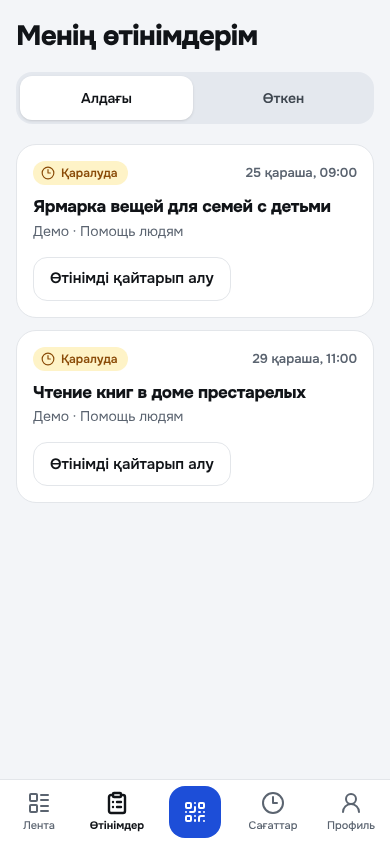 Менің өтінімдерім
Алдағы
Өткен
Қаралуда
25 қараша, 09:00
Ярмарка вещей для семей с детьми
Демо · Помощь людям
Өтінімді қайтарып алу
Қаралуда
29 қараша, 11:00
Чтение книг в доме престарелых
Демо · Помощь людям
Өтінімді қайтарып алу
Лента
Өтінімдер
Сағаттар
Профиль